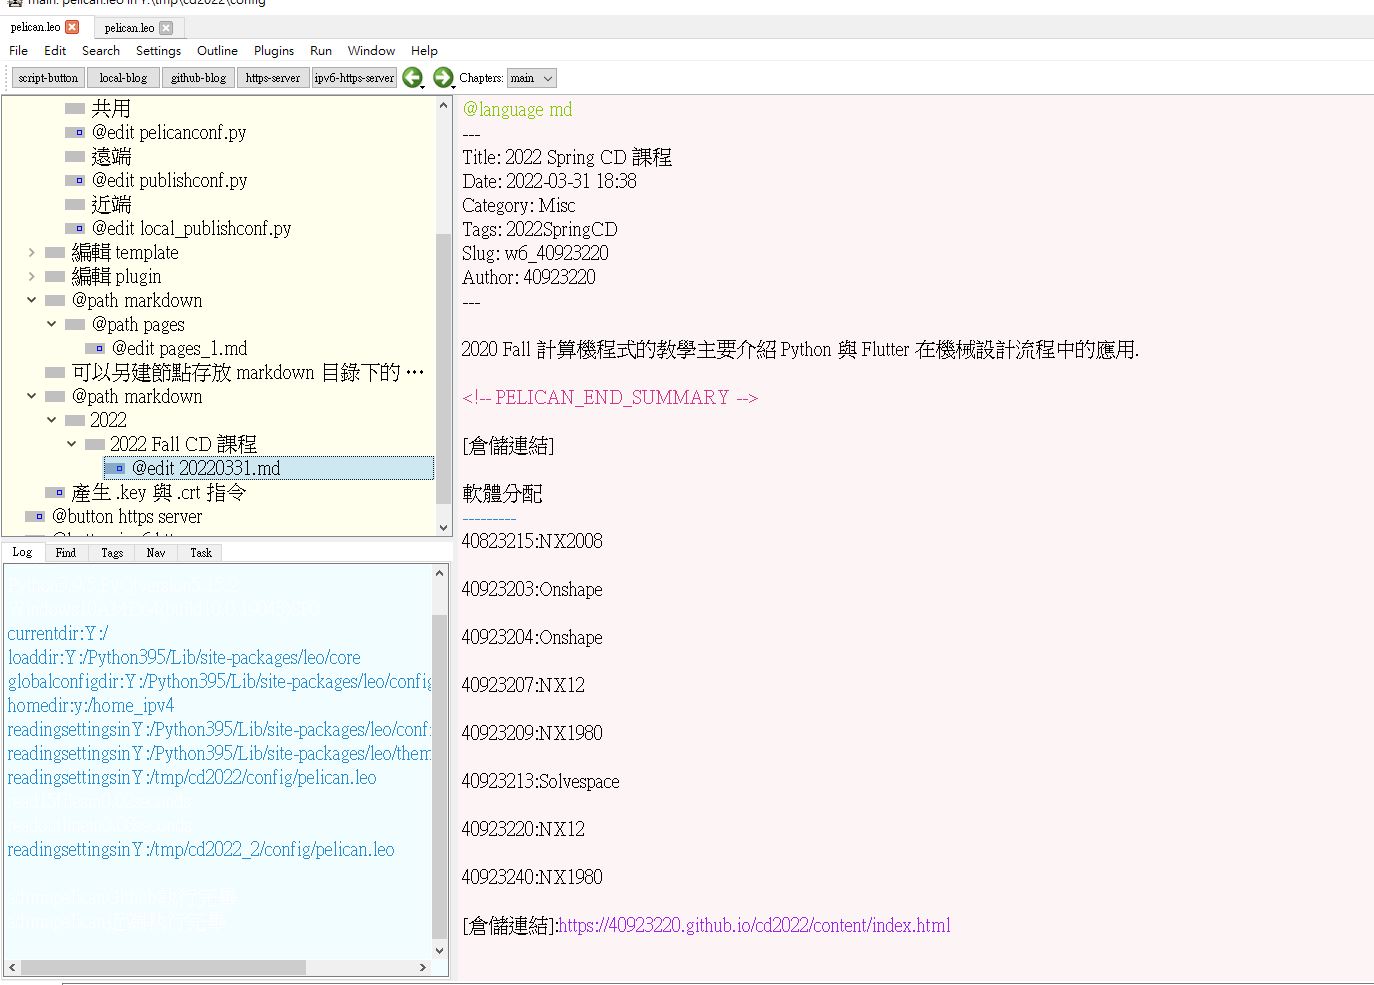 main: pelican.leo in Y:\tmp\cd2022\config
pelican.leo
pelican.leo
File Edit Search Settings Outline Plugins Run Window Help
script-button local-blog github-blog https-server ipv6-https-server Chapters: main
共用
@edit pelicanconf.py
遠端
@edit publishconf.py
近端
@edit local_publishconf.py
編輯 template
編輯 plugin
@path markdown
@path pages
@edit pages_1.md
可以另建節點存放 markdown 目錄下的 …
@path markdown
2022
2022 Fall CD 課程
@edit 20220331.md
產生 .key 與 .crt 指令
@button https server
Log Find Tags Nav Task
currentdir:Y:/
loaddir:Y:/Python395/Lib/site-packages/leo/core
globalconfigdir:Y:/Python395/Lib/site-packages/leo/config
homedir:y:/home_ipv4
readingsettingsinY:/Python395/Lib/site-packages/leo/conf
readingsettingsinY:/Python395/Lib/site-packages/leo/them
readingsettingsinY:/tmp/cd2022/config/pelican.leo
readingsettingsinY:/tmp/cd2022_2/config/pelican.leo
@language md
---
Title: 2022 Spring CD 課程
Date: 2022-03-31 18:38
Category: Misc
Tags: 2022SpringCD
Slug: w6_40923220
Author: 40923220
---
2020 Fall 計算機程式的教學主要介紹 Python 與 Flutter 在機械設計流程中的應用.
<!-- PELICAN_END_SUMMARY -->
[倉儲連結]
軟體分配
---------
40823215:NX2008
40923203:Onshape
40923204:Onshape
40923207:NX12
40923209:NX1980
40923213:Solvespace
40923220:NX12
40923240:NX1980
[倉儲連結]:https://40923220.github.io/cd2022/content/index.html